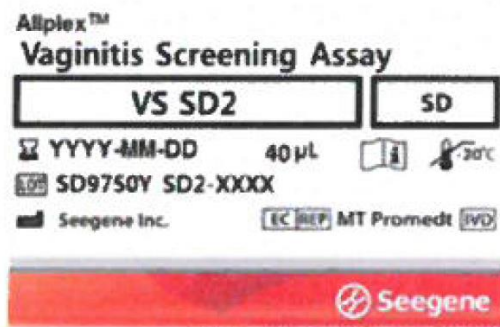 Allplex™
Vaginitis Screening Assay
VS SD2 SD
YYYY-MM-DD 40 µL i -20°C
LOT SD9750Y SD2-XXXX
Seegene Inc. EC REP MT Promedt IVD
Seegene